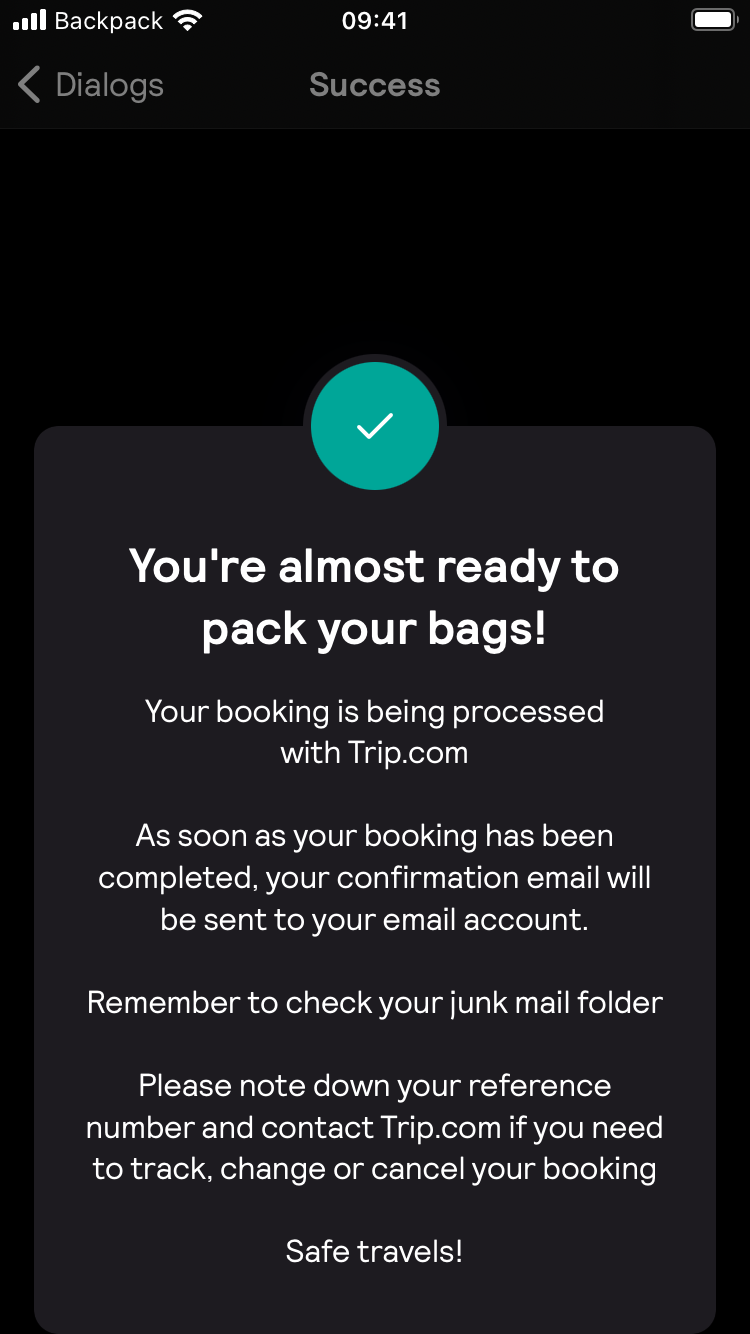 Backpack 09:41
Dialogs Success
You're almost ready to
pack your bags!
Your booking is being processed
with Trip.com
As soon as your booking has been
completed, your confirmation email will
be sent to your email account.
Remember to check your junk mail folder
Please note down your reference
number and contact Trip.com if you need
to track, change or cancel your booking
Safe travels!